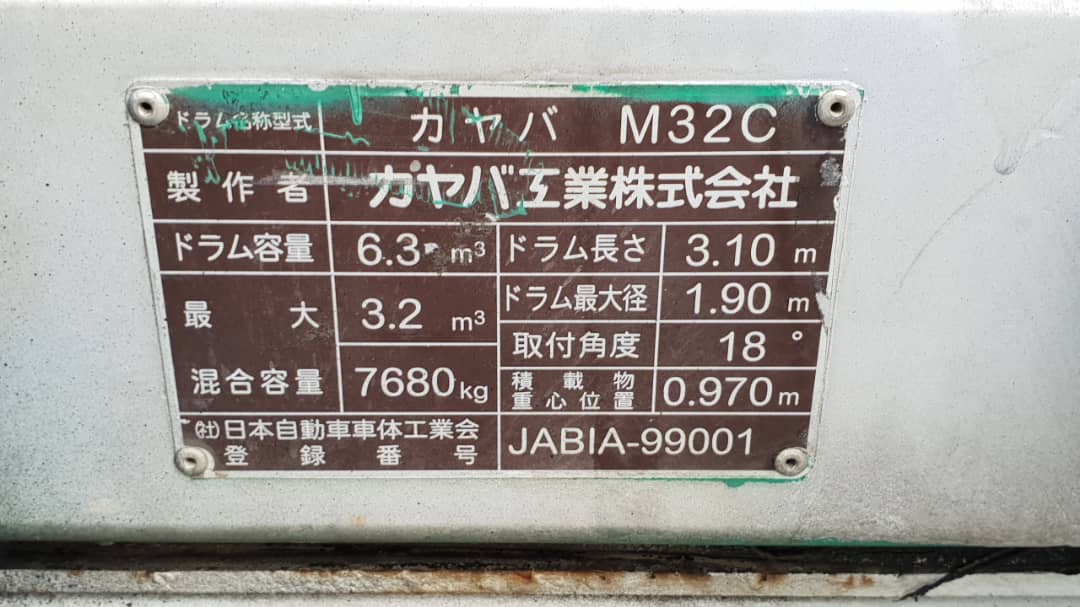 ドラム名称型式 カヤバ M32C
製作者 カヤバ工業株式会社
ドラム容量 6.3 m³ ドラム長さ 3.10 m
最大 3.2 m³ ドラム最大径 1.90 m
取付角度 18°
混合容量 7680kg 積載物重心位置 0.970m
(社)日本自動車車体工業会
登録番号 JABIA-99001